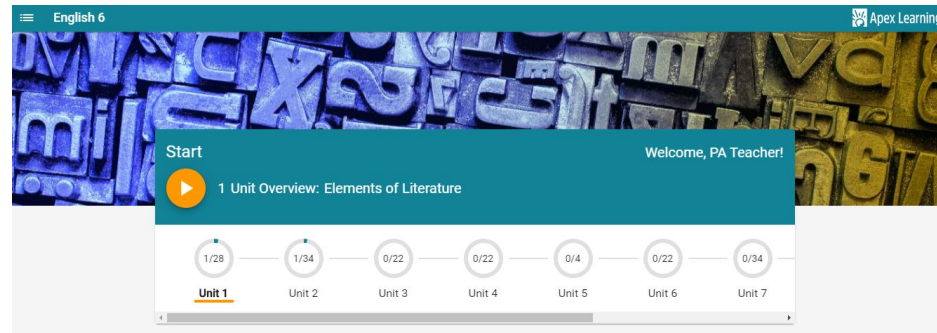 English 6
Apex Learning
Start
Welcome, PA Teacher!
1 Unit Overview: Elements of Literature
1/28 1/34 0/22 0/22 0/4 0/22 0/34
Unit 1 Unit 2 Unit 3 Unit 4 Unit 5 Unit 6 Unit 7